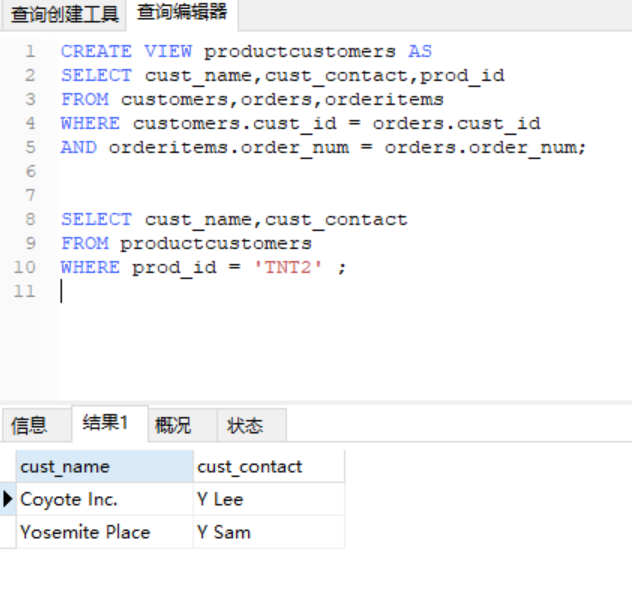 查询创建工具 查询编辑器
1 CREATE VIEW productcustomers AS
2 SELECT cust_name,cust_contact,prod_id
3 FROM customers,orders,orderitems
4 WHERE customers.cust_id = orders.cust_id
5 AND orderitems.order_num = orders.order_num;
6
7
8 SELECT cust_name,cust_contact
9 FROM productcustomers
10 WHERE prod_id = 'TNT2' ;
11
信息 结果1 概况 状态
cust_name cust_contact
Coyote Inc. Y Lee
Yosemite Place Y Sam